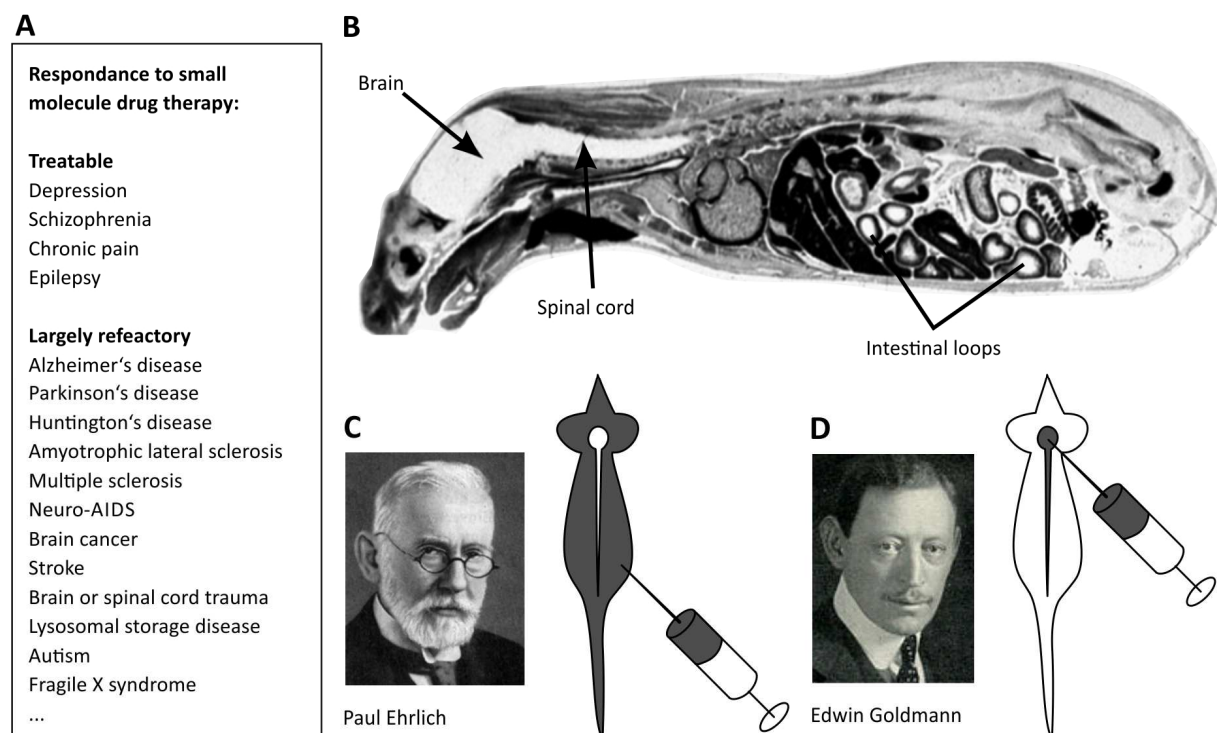 A
Respondance to small
molecule drug therapy:
Treatable
Depression
Schizophrenia
Chronic pain
Epilepsy
Largely refeactory
Alzheimer‘s disease
Parkinson‘s disease
Huntington‘s disease
Amyotrophic lateral sclerosis
Multiple sclerosis
Neuro-AIDS
Brain cancer
Stroke
Brain or spinal cord trauma
Lysosomal storage disease
Autism
Fragile X syndrome
...
B
Brain
Spinal cord
Intestinal loops
C
Paul Ehrlich
D
Edwin Goldmann